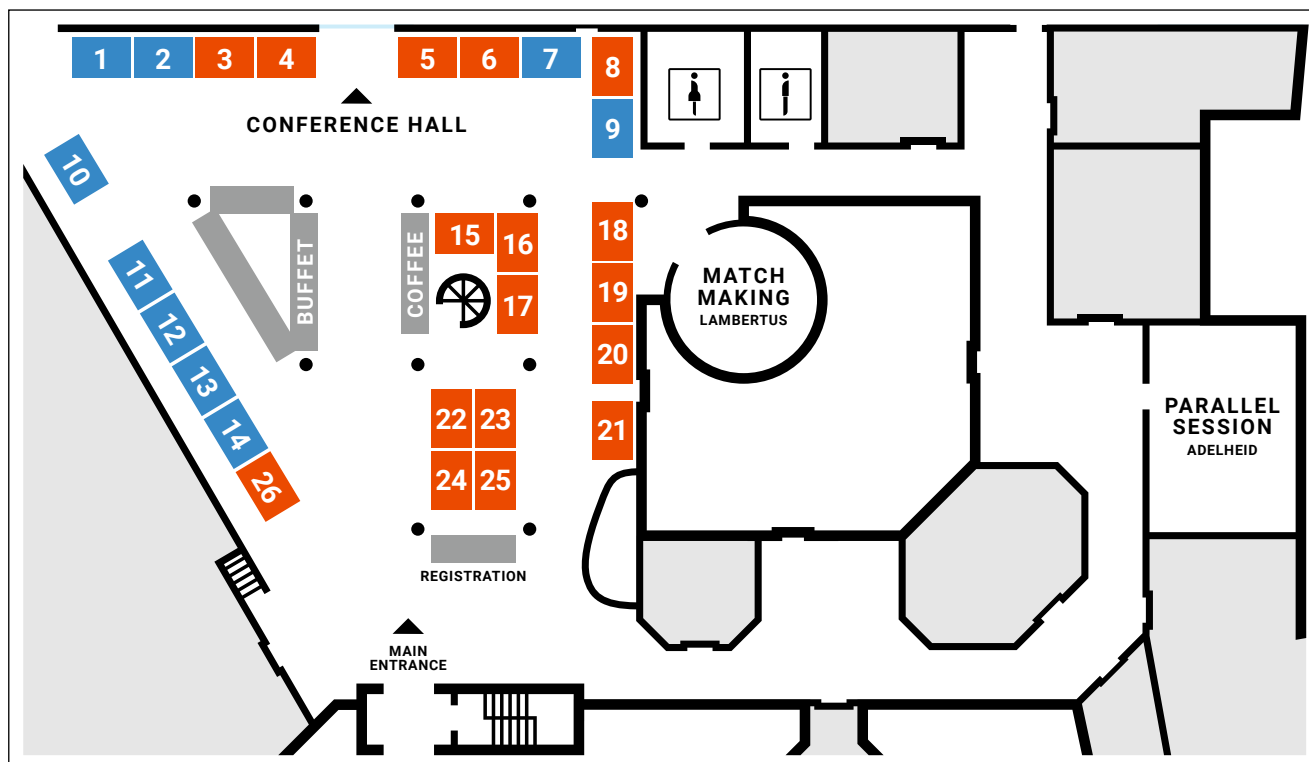 1 2 3 4 5 6 7 8
9
CONFERENCE HALL
10
11
12
13
14
26
BUFFET
COFFEE
15 16
17
18
19
20
21
22 23
24 25
REGISTRATION
MAIN
ENTRANCE
MATCH
MAKING
LAMBERTUS
PARALLEL
SESSION
ADELHEID